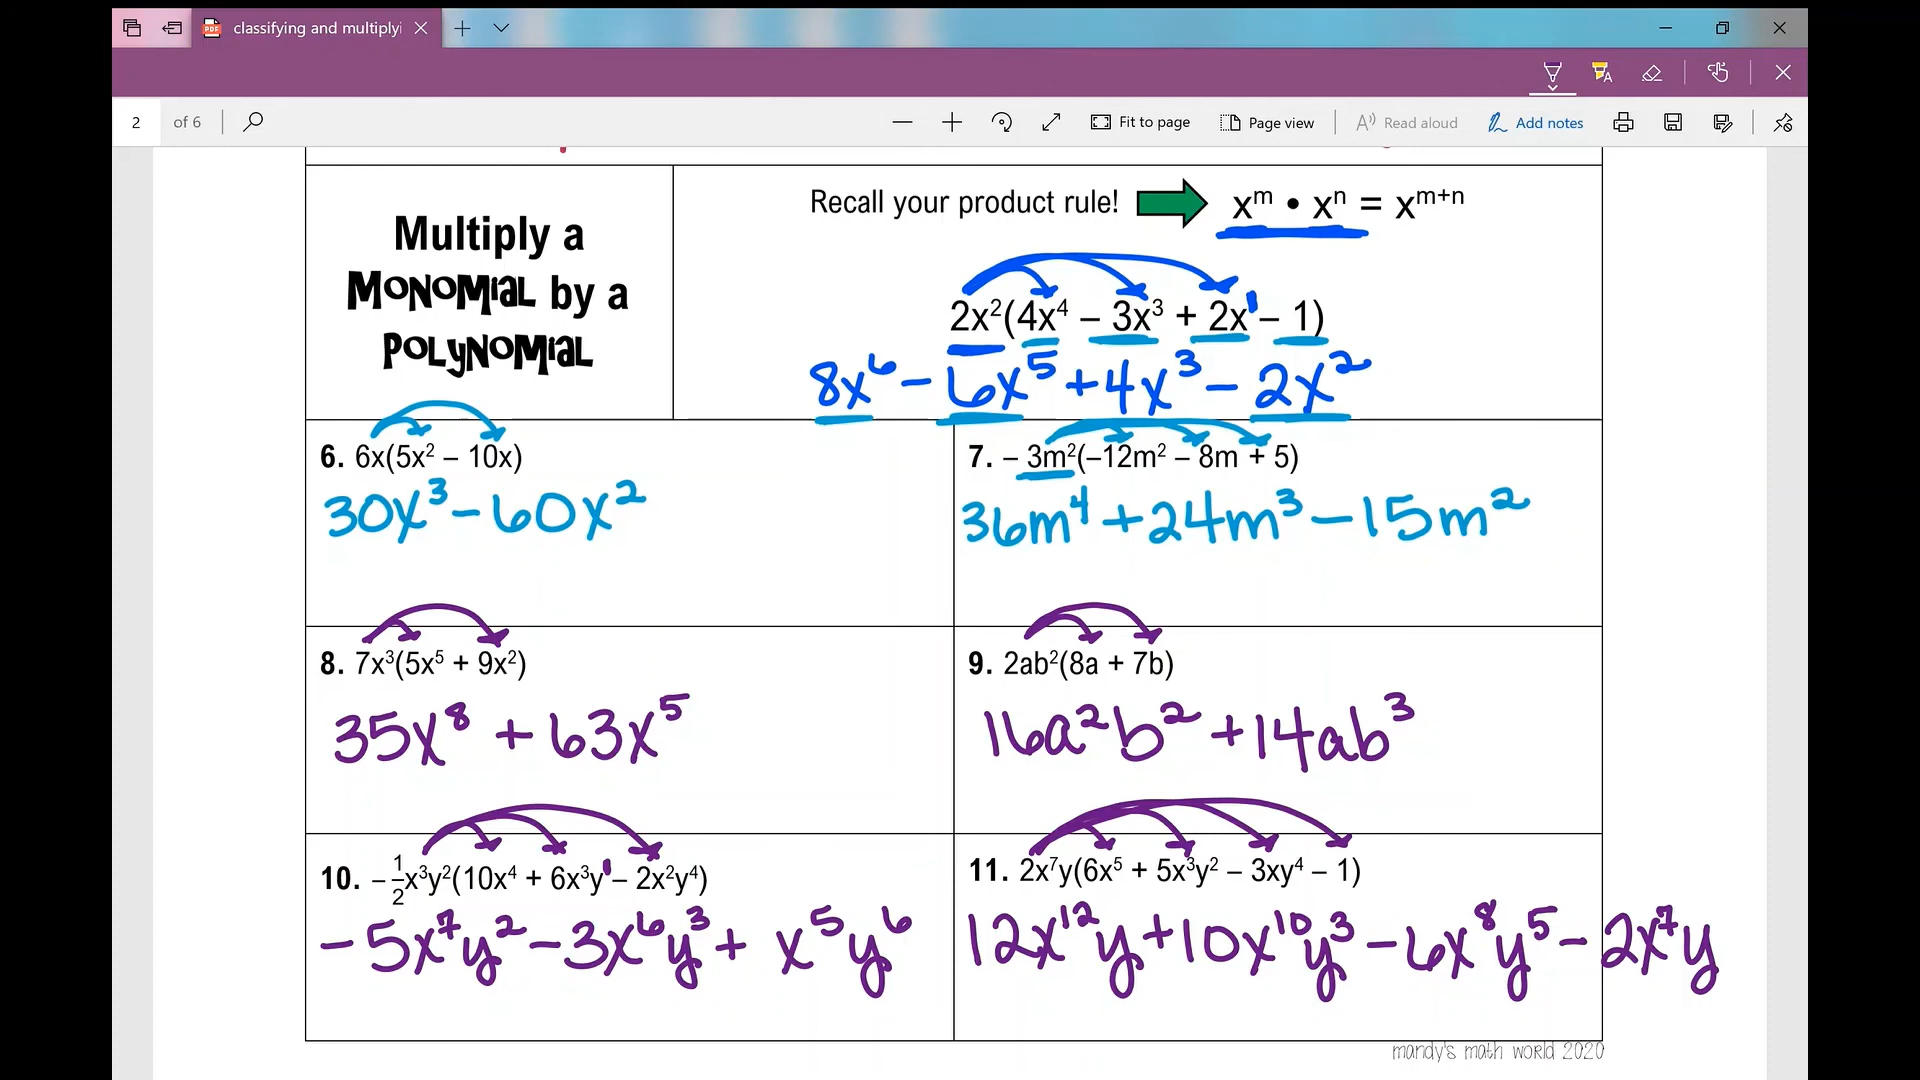 classifying and multiplyi
2 of 6
Fit to page
Page view
Read aloud
Add notes
Multiply a
MONOMiAL by a
POLyNOMiAL
Recall your product rule! xᵐ • xⁿ = xᵐ⁺ⁿ
2x²(4x⁴ – 3x³ + 2x¹ – 1)
8x⁶ – 6x⁵ + 4x³ – 2x²
6. 6x(5x² – 10x)
30x³ – 60x²
7. – 3m²(–12m² – 8m + 5)
36m⁴ + 24m³ – 15m²
8. 7x³(5x⁵ + 9x²)
35x⁸ + 63x⁵
9. 2ab²(8a + 7b)
16a²b² + 14ab³
10. –½x³y²(10x⁴ + 6x³y¹ – 2x²y⁴)
–5x⁷y² – 3x⁶y³ + x⁵y⁶
11. 2x⁷y(6x⁵ + 5x³y² – 3xy⁴ – 1)
12x¹²y + 10x¹⁰y³ – 6x⁸y⁵ – 2x⁷y
mandy's math world 2020